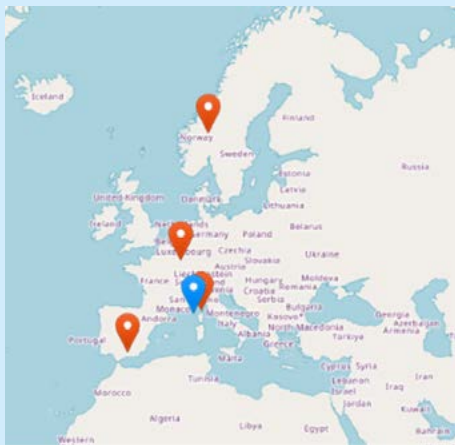 Iceland
Finland
Norway
Sweden
Russia
Estonia
Latvia
Denmark
Lithuania
United Kingdom
Ireland
Belarus
Poland
Luxembourg
Czechia
Ukraine
Slovakia
Austria
Liechtenstein
Moldova
France
Hungary
Romania
Croatia
Serbia
Monaco
Bulgaria
Georgia
Andorra
Montenegro
Kosovo*
Azerbaijan
Italy
North Macedonia
Armenia
Portugal
Albania
Türkiye
Greece
Malta
Cyprus
Syria
Tunisia
Lebanon
Iran
Iraq
Israel
Morocco
Jordan
Kuwait
Algeria
Libya
Egypt
Bahrain
Western